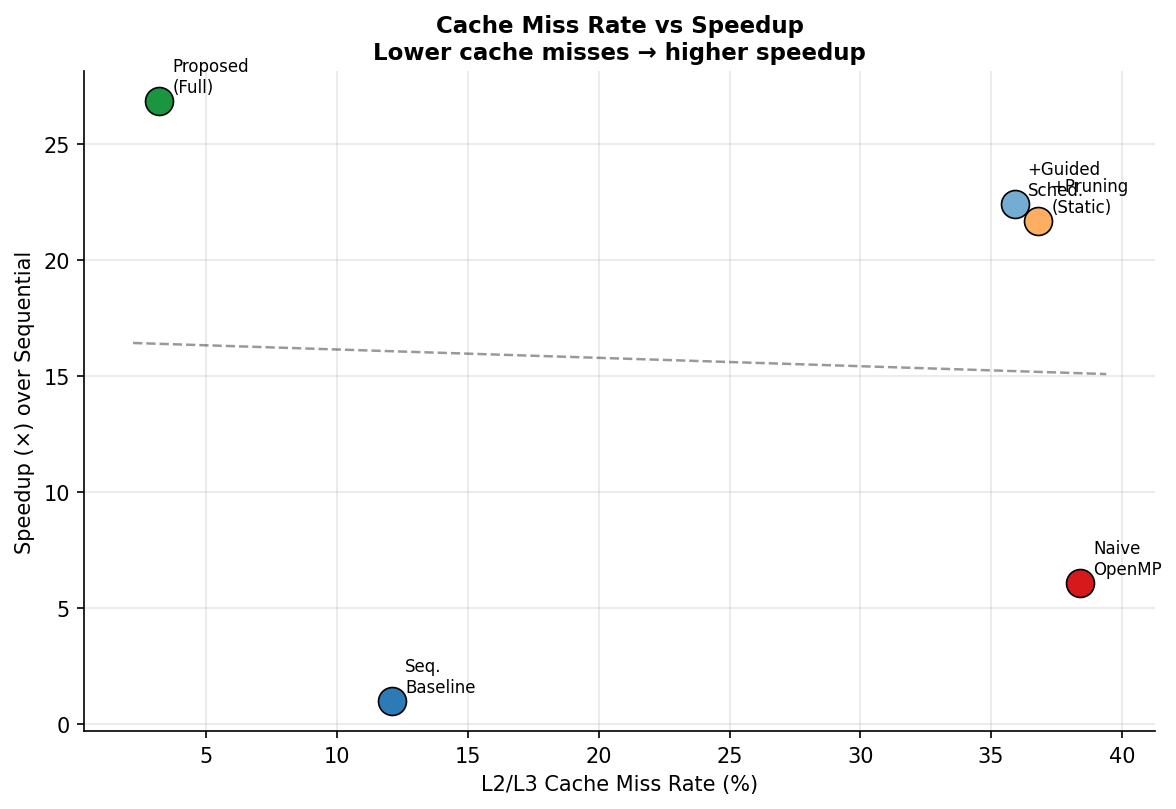 Cache Miss Rate vs Speedup
Lower cache misses → higher speedup
Proposed
(Full)
+Guided
Sched.
+Pruning
(Static)
Naive
OpenMP
Seq.
Baseline
Speedup (×) over Sequential
25
20
15
10
5
0
5
10
15
20
25
30
35
40
L2/L3 Cache Miss Rate (%)